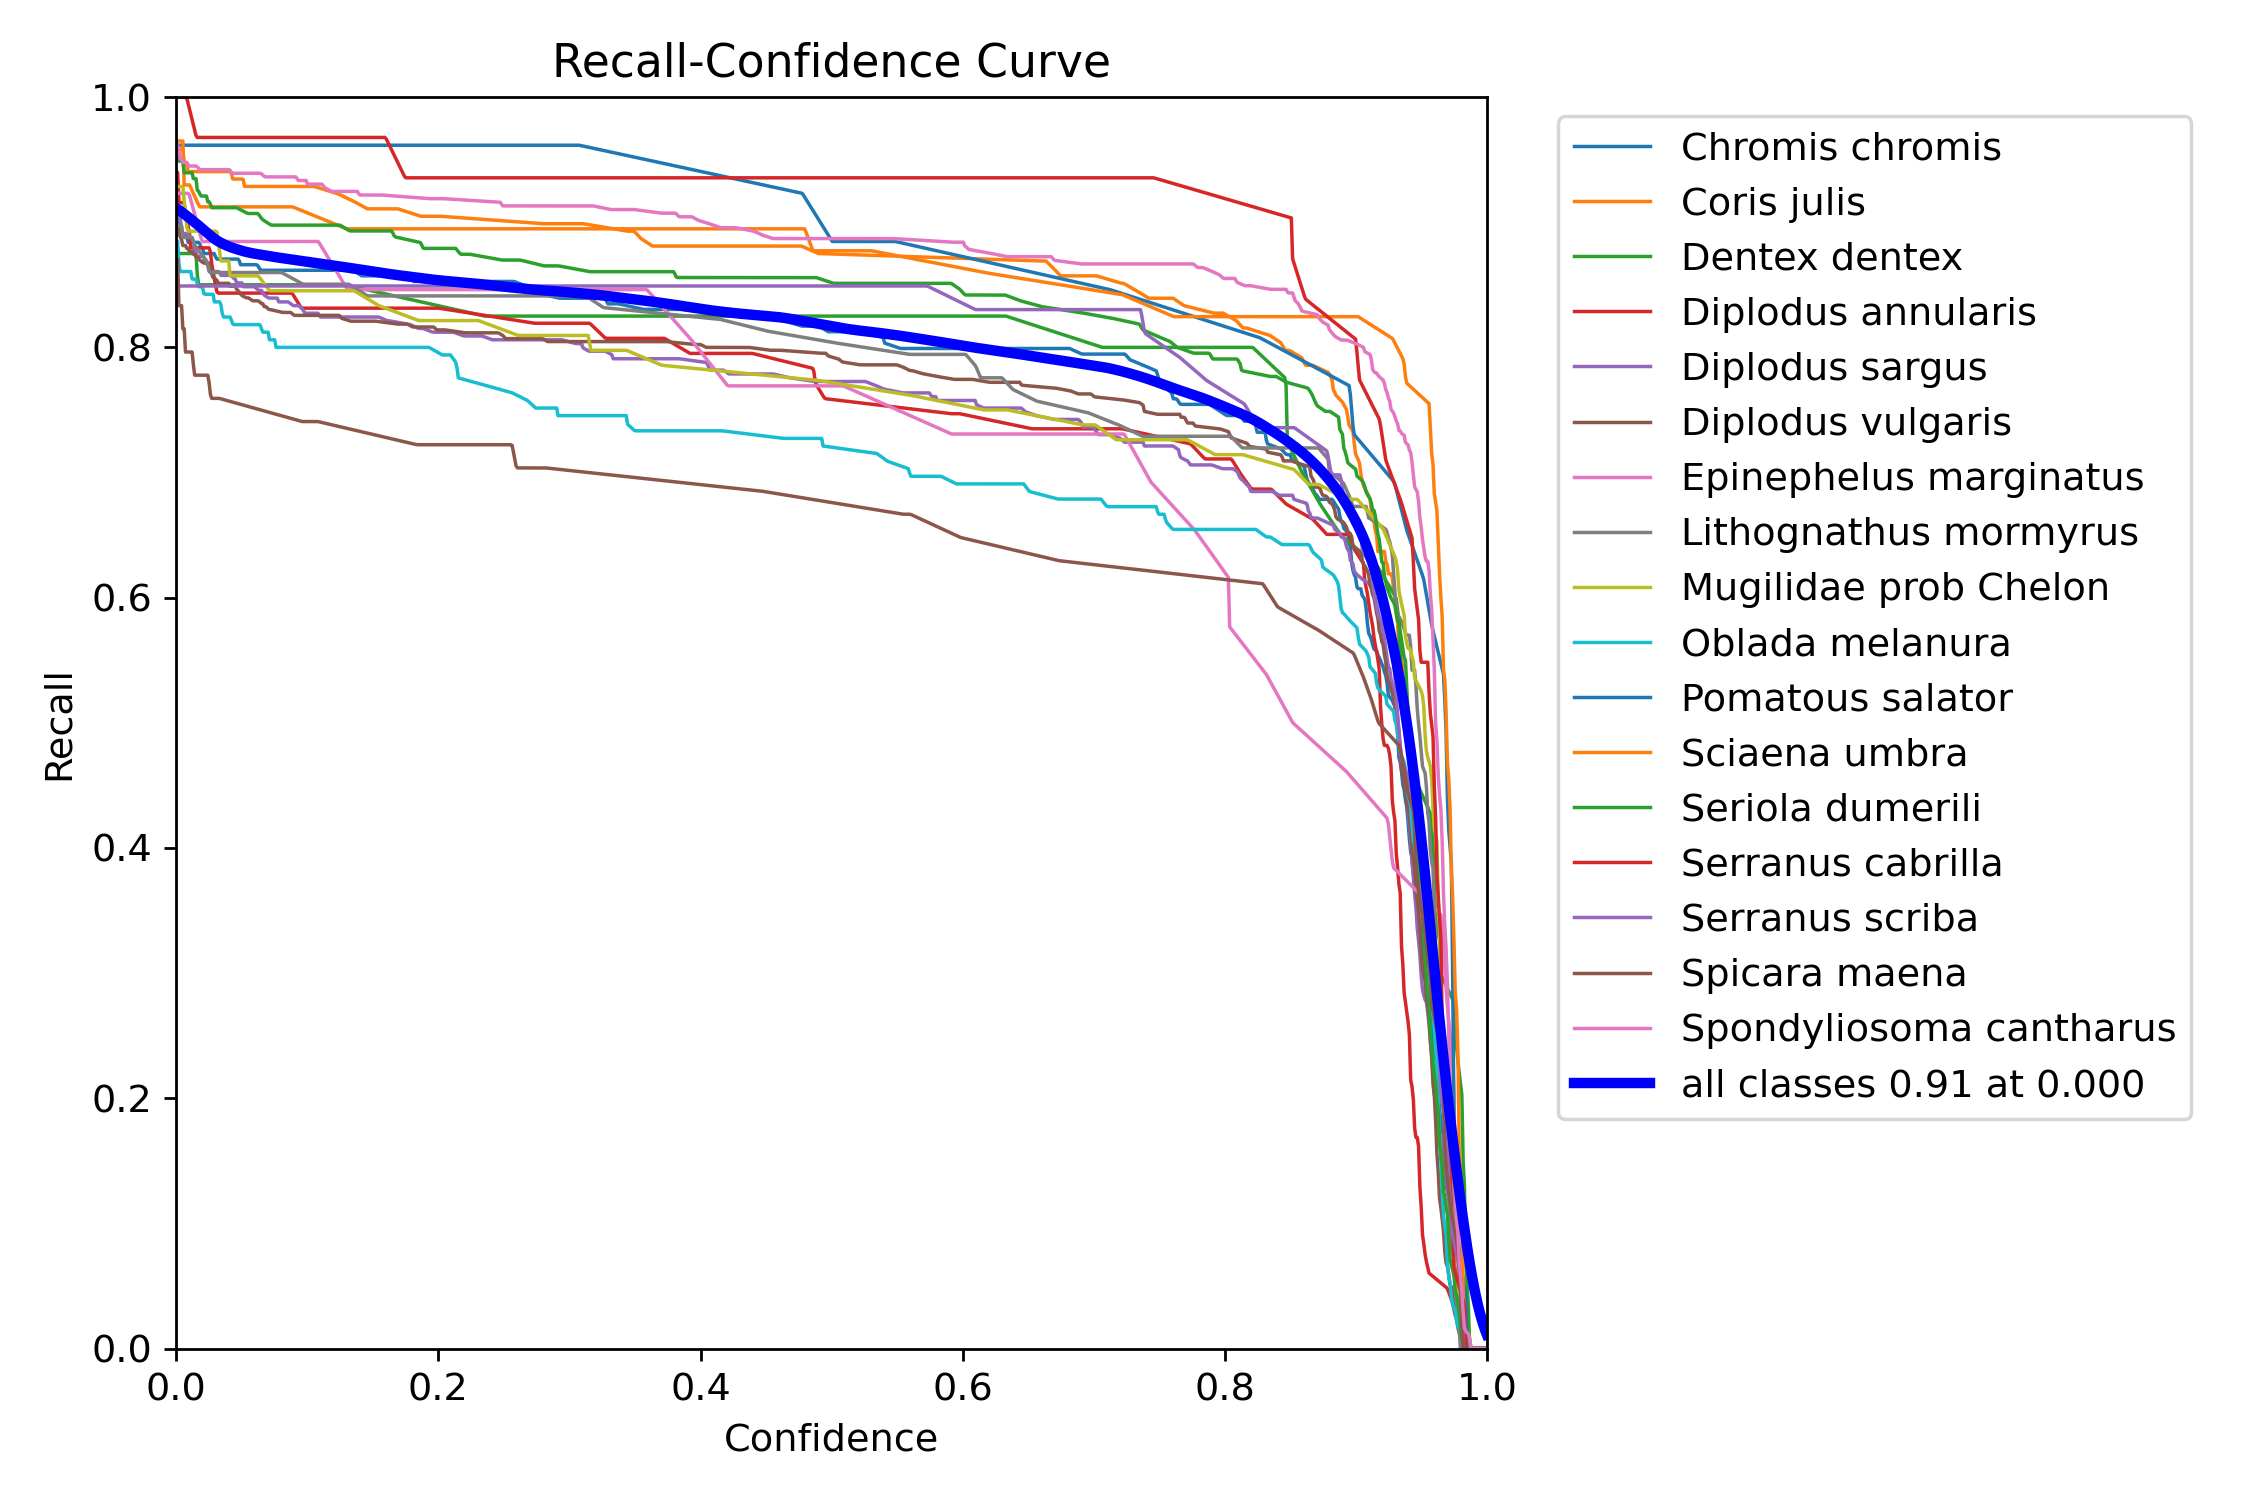 Recall-Confidence Curve
1.0
0.8
0.6
0.4
0.2
0.0
Recall
0.0 0.2 0.4 0.6 0.8 1.0
Confidence
Chromis chromis
Coris julis
Dentex dentex
Diplodus annularis
Diplodus sargus
Diplodus vulgaris
Epinephelus marginatus
Lithognathus mormyrus
Mugilidae prob Chelon
Oblada melanura
Pomatous salator
Sciaena umbra
Seriola dumerili
Serranus cabrilla
Serranus scriba
Spicara maena
Spondyliosoma cantharus
all classes 0.91 at 0.000